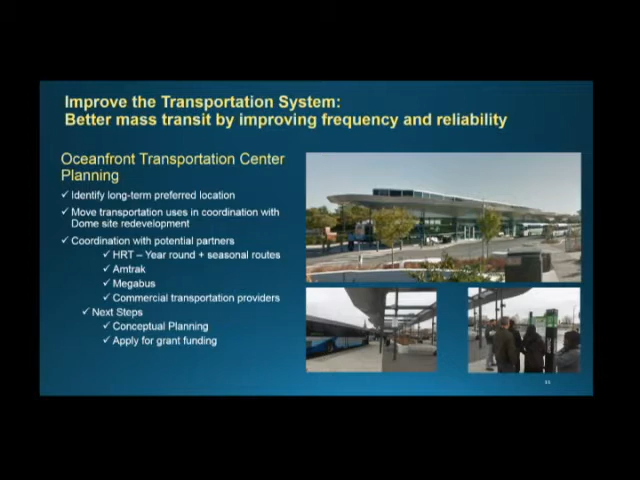 Improve the Transportation System:
Better mass transit by improving frequency and reliability
Oceanfront Transportation Center
Planning
✓ Identify long-term preferred location
✓ Move transportation uses in coordination with
Dome site redevelopment
✓ Coordination with potential partners
✓ HRT – Year round + seasonal routes
✓ Amtrak
✓ Megabus
✓ Commercial transportation providers
✓ Next Steps
✓ Conceptual Planning
✓ Apply for grant funding